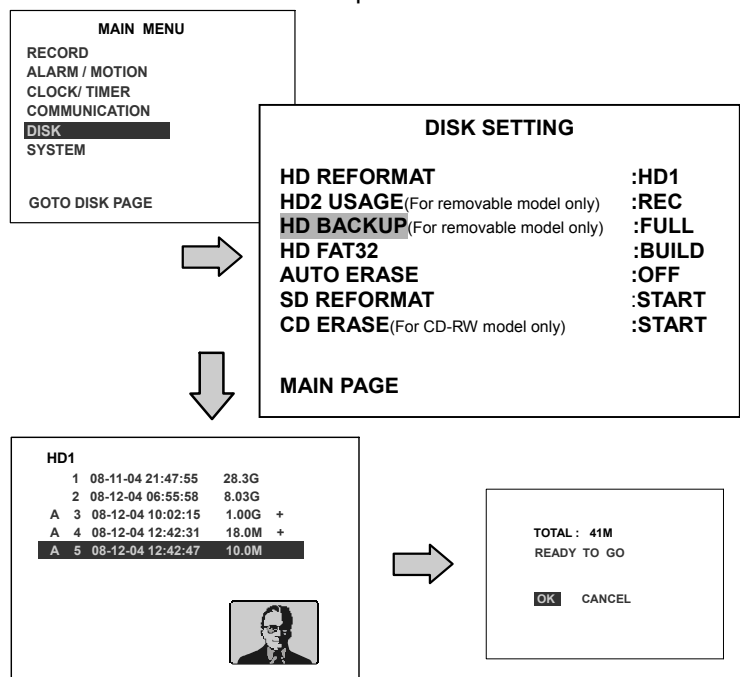 MAIN MENU
RECORD
ALARM / MOTION
CLOCK/ TIMER
COMMUNICATION
DISK
SYSTEM
GOTO DISK PAGE
DISK SETTING
HD REFORMAT :HD1
HD2 USAGE(For removable model only) :REC
HD BACKUP(For removable model only) :FULL
HD FAT32 :BUILD
AUTO ERASE :OFF
SD REFORMAT :START
CD ERASE(For CD-RW model only) :START
MAIN PAGE
HD1
1 08-11-04 21:47:55 28.3G
2 08-12-04 06:55:58 8.03G
A 3 08-12-04 10:02:15 1.00G +
A 4 08-12-04 12:42:31 18.0M +
A 5 08-12-04 12:42:47 10.0M
TOTAL : 41M
READY TO GO
OK CANCEL